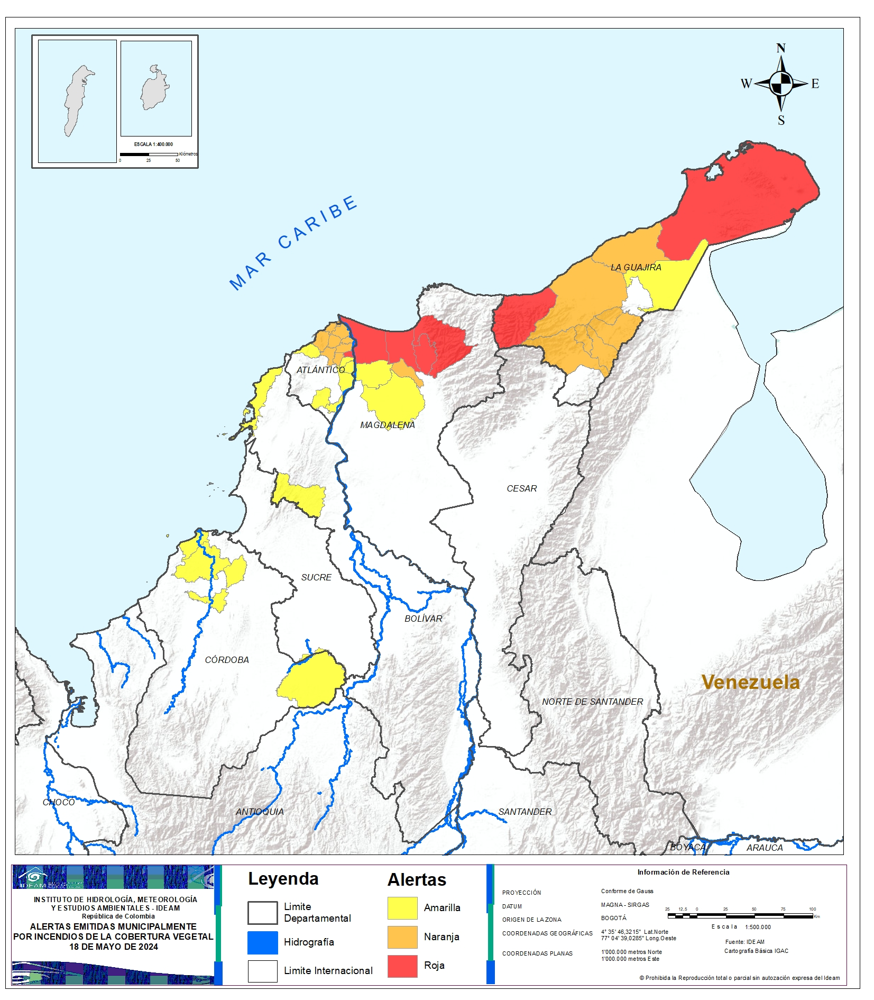 N
W
E
S
ESCALA 1:400.000
Kilómetros
0 25 50
MAR CARIBE
LA GUAJIRA
ATLÁNTICO
MAGDALENA
CESAR
SUCRE
BOLÍVAR
CÓRDOBA
Venezuela
NORTE DE SANTANDER
CHOCÓ
ANTIOQUIA
SANTANDER
BOYACÁ
ARAUCA
IDEAM
INSTITUTO DE HIDROLOGÍA, METEOROLOGÍA
Y ESTUDIOS AMBIENTALES - IDEAM
República de Colombia
ALERTAS EMITIDAS MUNICIPALMENTE
POR INCENDIOS DE LA COBERTURA VEGETAL
18 DE MAYO DE 2024
Leyenda
Limite
Departamental
Hidrografía
Limite Internacional
Alertas
Amarilla
Naranja
Roja
Información de Referencia
PROYECCIÓN Conforme de Gauss
DATUM MAGNA - SIRGAS
ORIGEN DE LA ZONA BOGOTÁ
COORDENADAS GEOGRÁFICAS 4° 35' 46,3215" Lat.Norte
77° 04' 39,0285" Long.Oeste
COORDENADAS PLANAS 1'000.000 metros Norte
1'000.000 metros Este
25 12,5 0 25 50 75 100
Km
Escala 1:500.000
Fuente: IDEAM
Cartografía Básica IGAC
© Prohibida la Reproducción total o parcial sin autozación expresa del Ideam